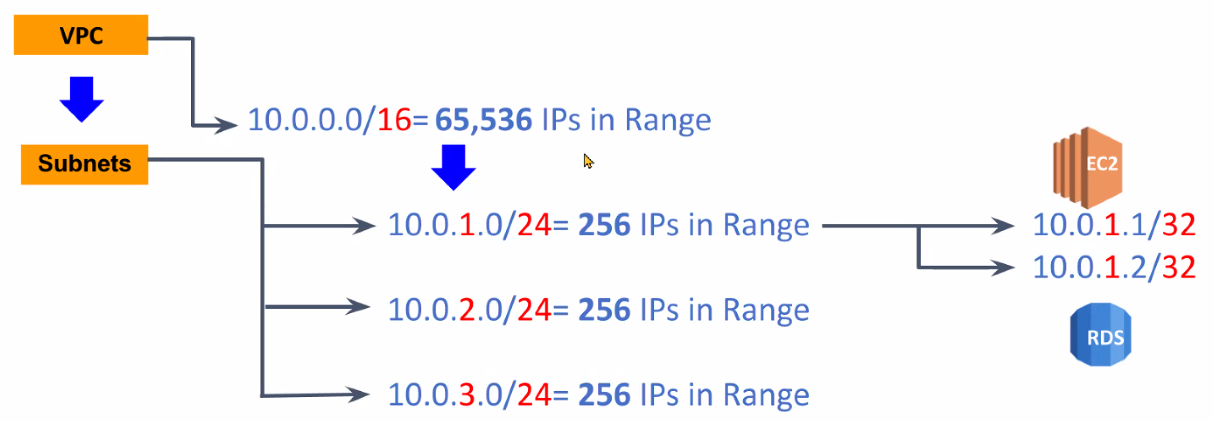 VPC
10.0.0.0/16= 65,536 IPs in Range
Subnets
EC2
10.0.1.0/24= 256 IPs in Range
10.0.1.1/32
10.0.1.2/32
10.0.2.0/24= 256 IPs in Range
RDS
10.0.3.0/24= 256 IPs in Range